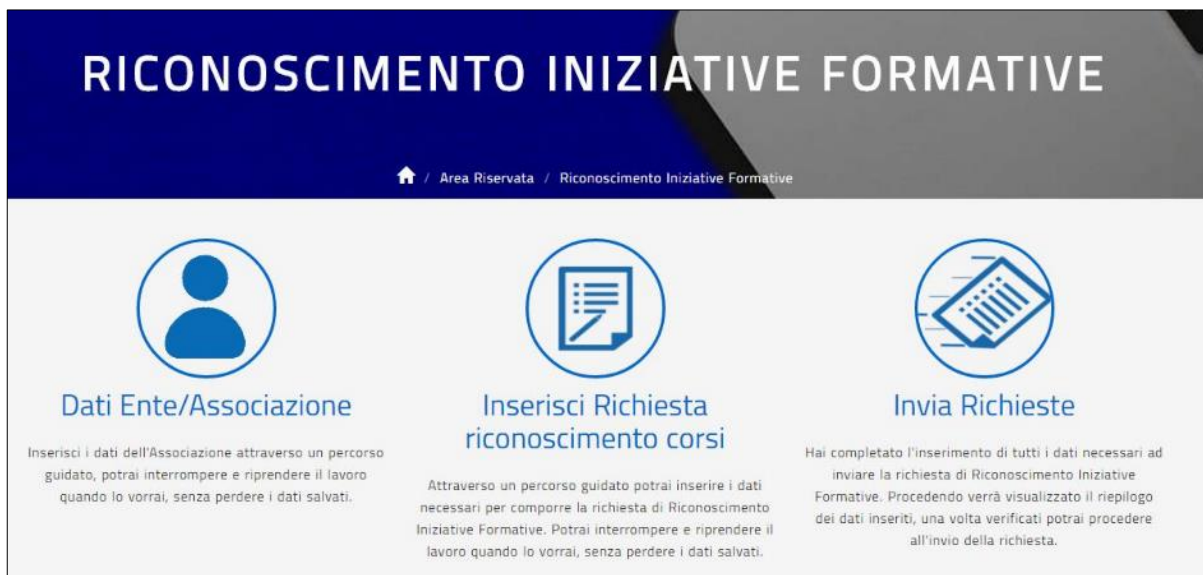 RICONOSCIMENTO INIZIATIVE FORMATIVE
/ Area Riservata / Riconoscimento Iniziative Formative
Dati Ente/Associazione
Inserisci i dati dell'Associazione attraverso un percorso
guidato, potrai interrompere e riprendere il lavoro
quando lo vorrai, senza perdere i dati salvati.
Inserisci Richiesta
riconoscimento corsi
Attraverso un percorso guidato potrai inserire i dati
necessari per comporre la richiesta di Riconoscimento
Iniziative Formative. Potrai interrompere e riprendere il
lavoro quando lo vorrai, senza perdere i dati salvati.
Invia Richieste
Hai completato l'inserimento di tutti i dati necessari ad
inviare la richiesta di Riconoscimento Iniziative
Formative. Procedendo verrà visualizzato il riepilogo
dei dati inseriti, una volta verificati potrai procedere
all'invio della richiesta.